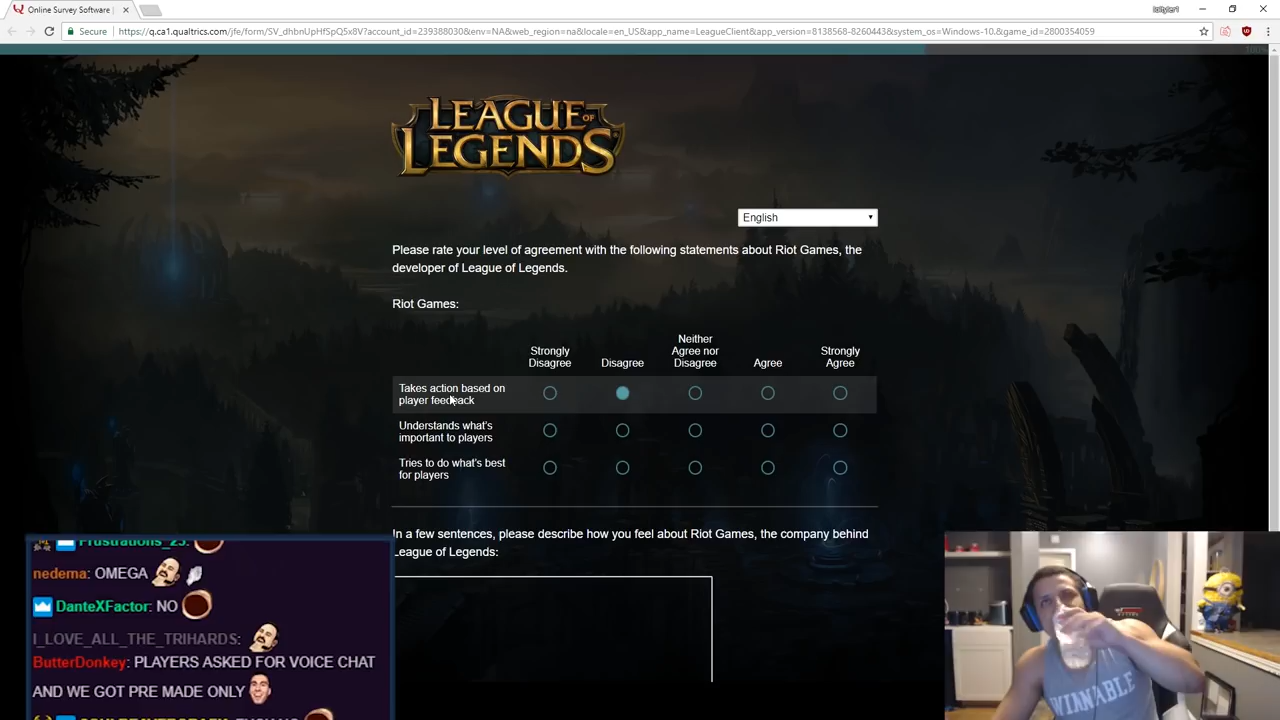 Online Survey Software |
Secure
https://q.ca1.qualtrics.com/jfe/form/SV_dhbnUpHfSpQ5x8V?account_id=239388030&env=NA&web_region=na&locale=en_US&app_name=LeagueClient&app_version=8138568-8260443&system_os=Windows-10.&game_id=2800354059
100%
LEAGUE OF
LEGENDS
English
Please rate your level of agreement with the following statements about Riot Games, the
developer of League of Legends.
Riot Games:
Strongly
Disagree
Disagree
Neither
Agree nor
Disagree
Agree
Strongly
Agree
Takes action based on
player feedback
Understands what's
important to players
Tries to do what's best
for players
In a few sentences, please describe how you feel about Riot Games, the company behind
League of Legends:
Frustrations_23:
nedema: OMEGA
DanteXFactor: NO
I_LOVE_ALL_THE_TRIHARDS:
ButterDonkey: PLAYERS ASKED FOR VOICE CHAT
AND WE GOT PRE MADE ONLY